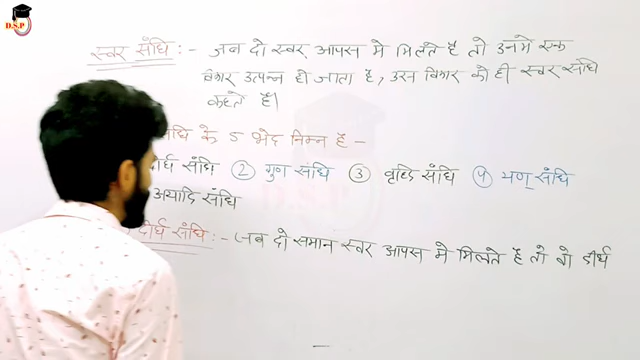 D.S.P
स्वर संधि :- जब दो स्वर आपस मे मिलते है तो उनमे एक
विकार उत्पन्न हो जाता है, उस विकार को ही स्वर संधि
कहते हैं।
संधि के 5 भेद निम्न है -
दीर्घ संधि ② गुण संधि ③ वृद्धि संधि ④ यण् संधि
अयादि संधि
दीर्घ संधि :- जब दो समान स्वर आपस मे मिलते है तो वो दीर्घ